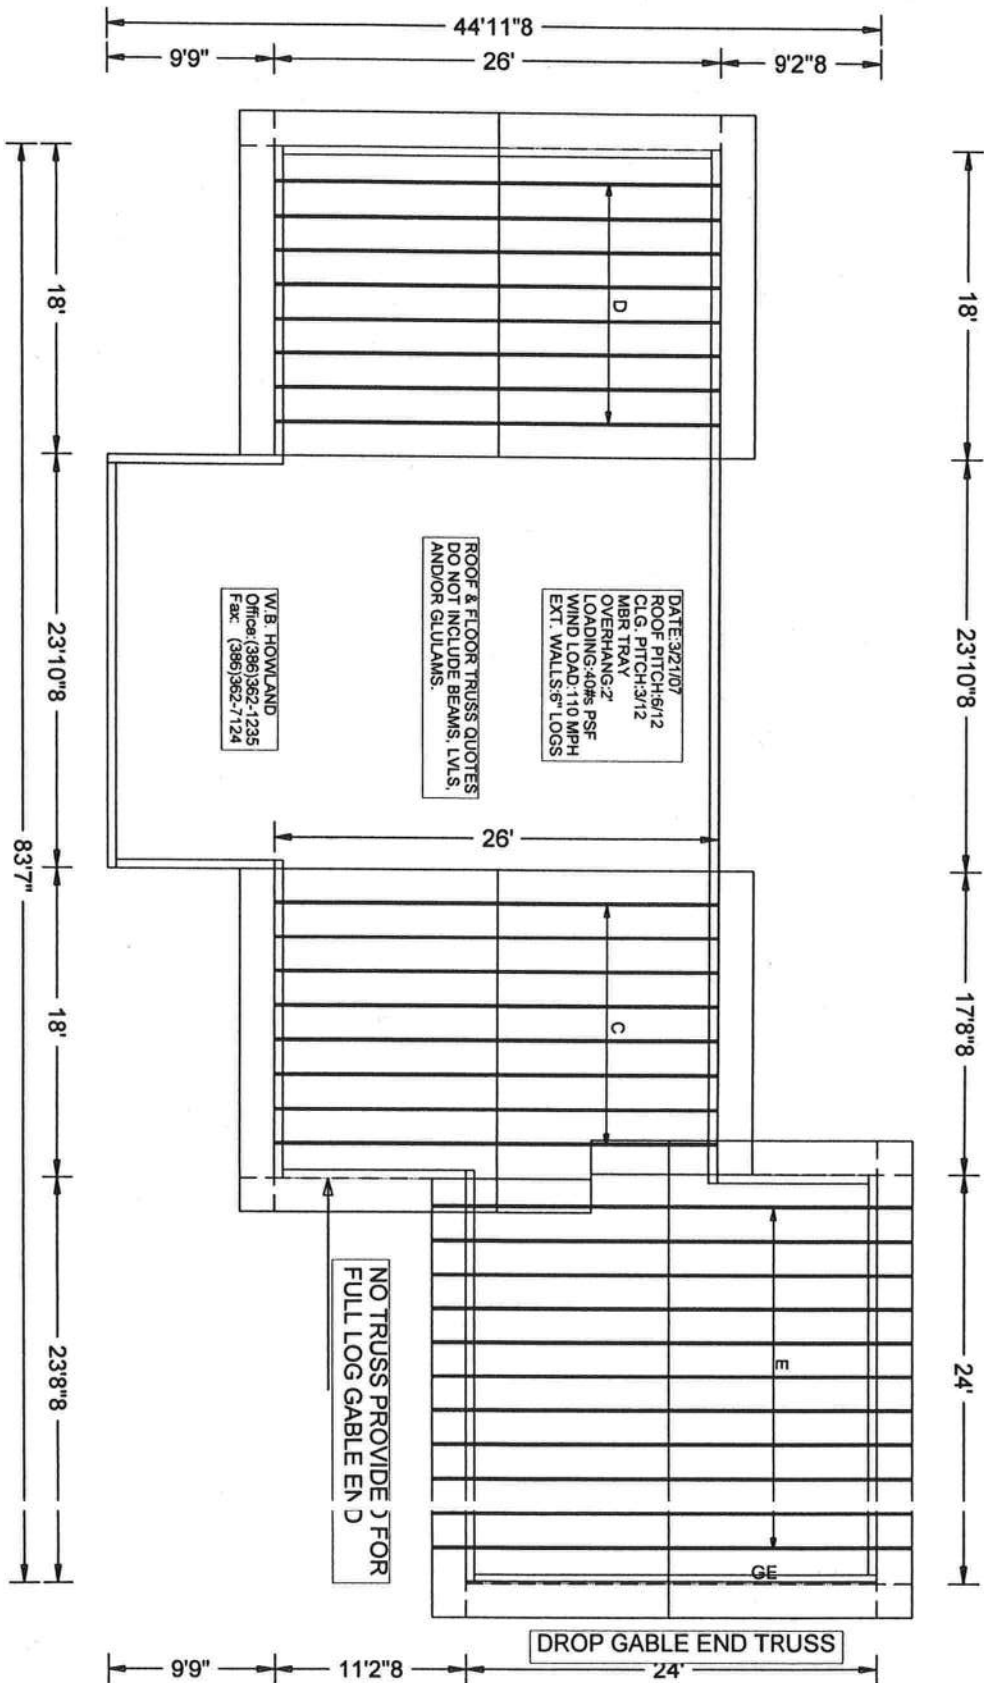 44'11"8
9'9"
26'
9'2"8
18'
23'10"8
18'
23'8"8
83'7"
18'
23'10"8
17'8"8
24'
D
DATE:3/21/07
ROOF PITCH:6/12
CLG. PITCH:3/12
MBR TRAY
OVERHANG:2'
LOADING:40#s PSF
WIND LOAD:110 MPH
EXT. WALLS:6" LOGS
ROOF & FLOOR TRUSS QUOTES
DO NOT INCLUDE BEAMS, LVLS,
AND/OR GLULAMS.
W.B. HOWLAND
Office:(386)362-1235
Fax: (386)362-7124
26'
C
E
GE
NO TRUSS PROVIDED FOR
FULL LOG GABLE END
DROP GABLE END TRUSS
9'9"
11'2"8
24'